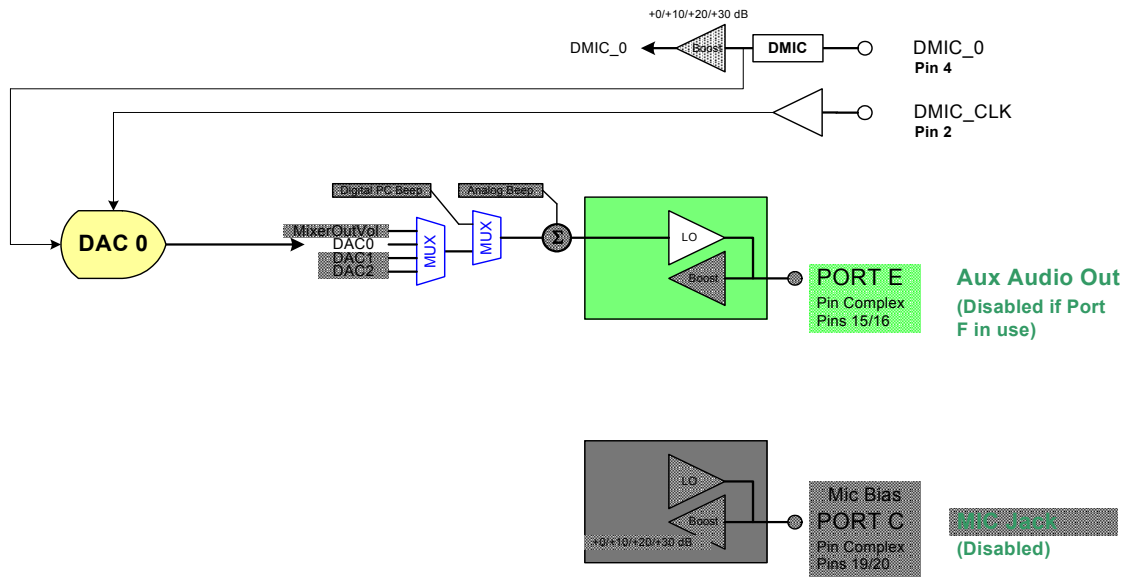 +0/+10/+20/+30 dB
DMIC_0
Boost
DMIC
DMIC_0
Pin 4
DMIC_CLK
Pin 2
Digital PC Beep
Analog Beep
DAC 0
MixerOutVol
DAC0
DAC1
DAC2
MUX
MUX
Σ
LO
Boost
PORT E
Pin Complex
Pins 15/16
Aux Audio Out
(Disabled if Port
F in use)
LO
Boost
+0/+10/+20/+30 dB
Mic Bias
PORT C
Pin Complex
Pins 19/20
MIC Jack
(Disabled)